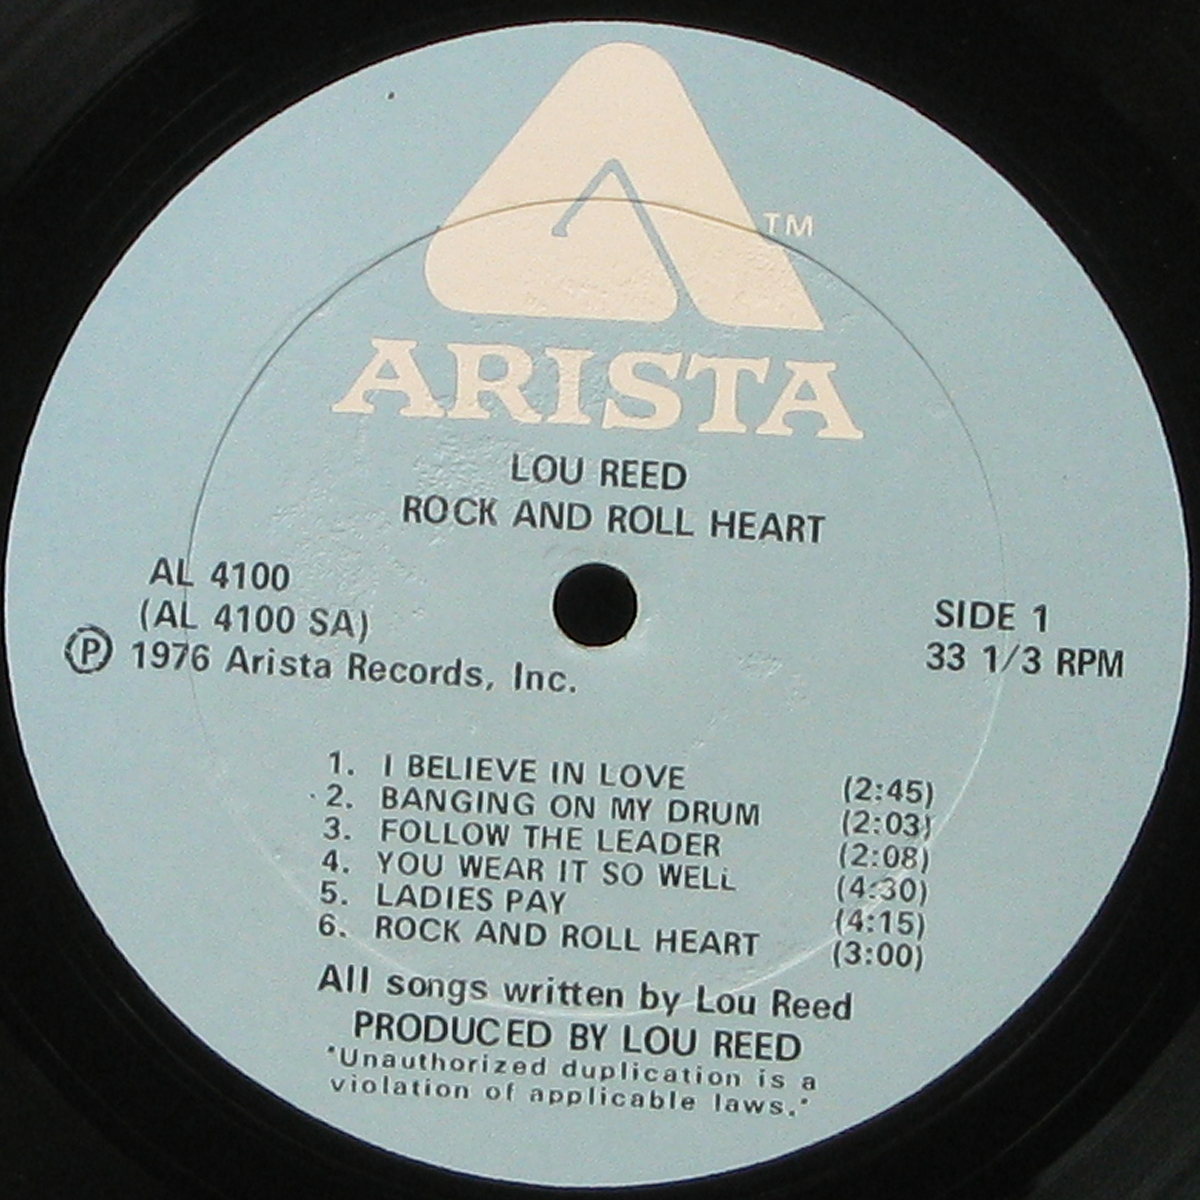 TM
ARISTA
LOU REED
ROCK AND ROLL HEART
AL 4100
(AL 4100 SA)
Ⓟ 1976 Arista Records, Inc.
SIDE 1
33 1/3 RPM
1. I BELIEVE IN LOVE (2:45)
2. BANGING ON MY DRUM (2:03)
3. FOLLOW THE LEADER (2:08)
4. YOU WEAR IT SO WELL (4:30)
5. LADIES PAY (4:15)
6. ROCK AND ROLL HEART (3:00)
All songs written by Lou Reed
PRODUCED BY LOU REED
"Unauthorized duplication is a
violation of applicable laws."